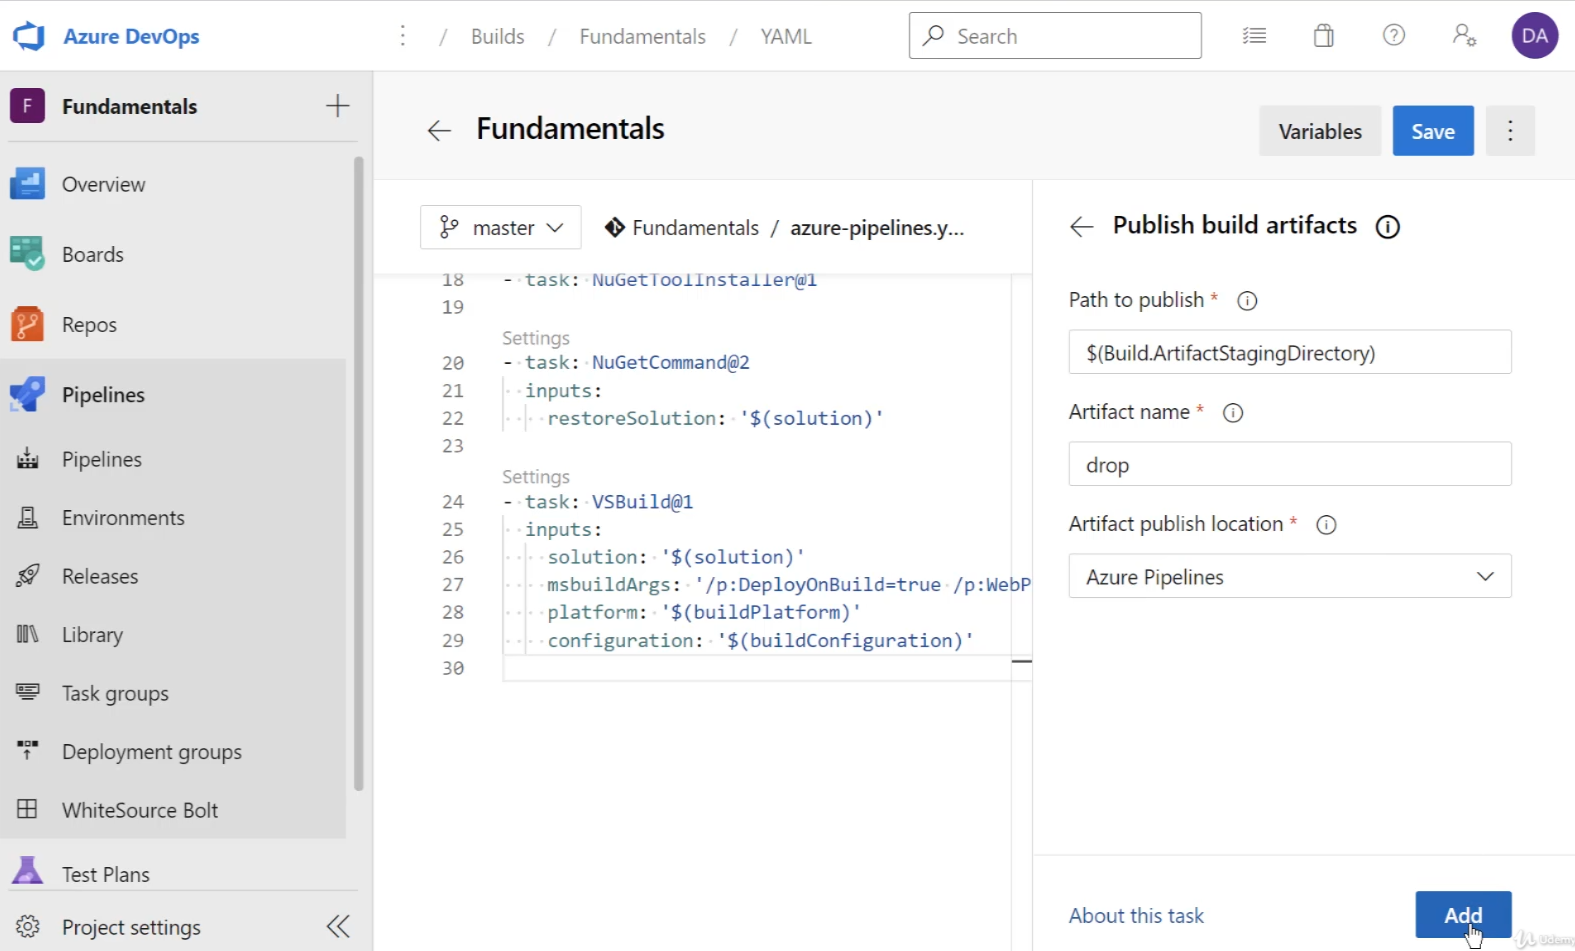 Azure DevOps
/ Builds / Fundamentals / YAML
Search
DA
F Fundamentals
Overview
Boards
Repos
Pipelines
Pipelines
Environments
Releases
Library
Task groups
Deployment groups
WhiteSource Bolt
Test Plans
Project settings
Fundamentals
Variables
Save
master
Fundamentals / azure-pipelines.y...
18 - task: NuGetToolInstaller@1
19
Settings
20 - task: NuGetCommand@2
21 inputs:
22 restoreSolution: '$(solution)'
23
Settings
24 - task: VSBuild@1
25 inputs:
26 solution: '$(solution)'
27 msbuildArgs: '/p:DeployOnBuild=true /p:WebP
28 platform: '$(buildPlatform)'
29 configuration: '$(buildConfiguration)'
30
Publish build artifacts
Path to publish *
$(Build.ArtifactStagingDirectory)
Artifact name *
drop
Artifact publish location *
Azure Pipelines
About this task
Add
Udemy